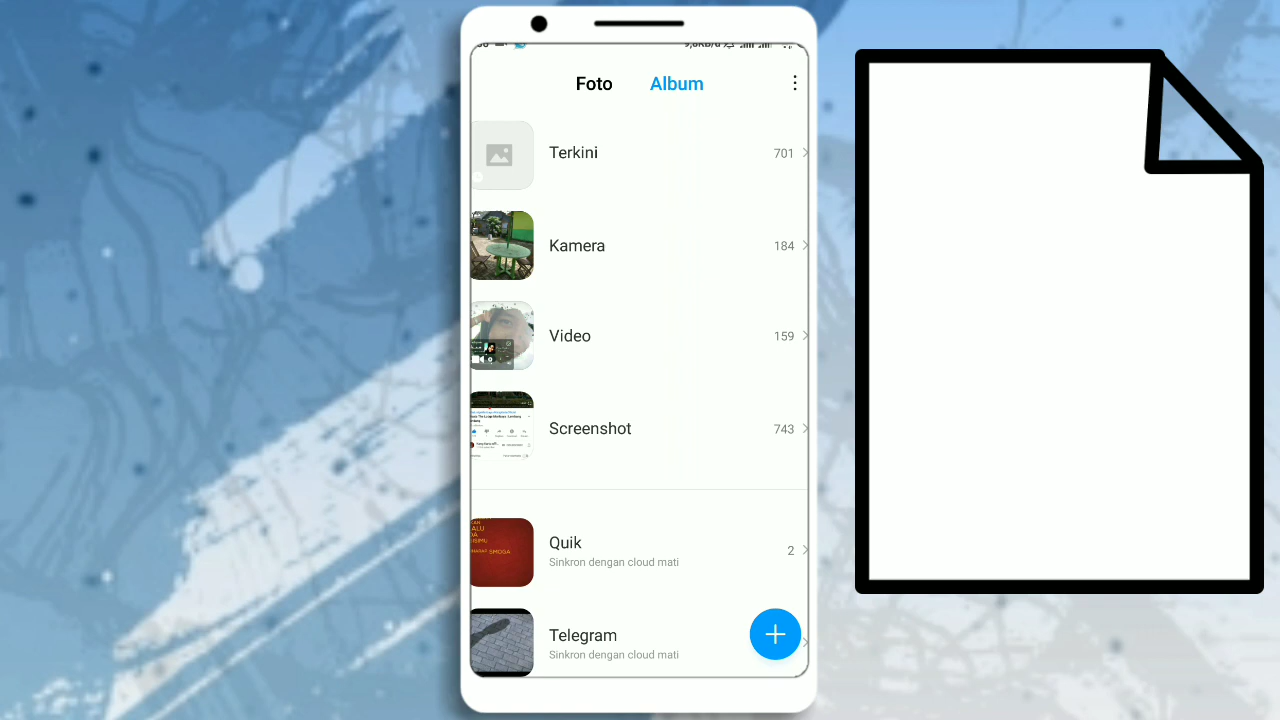 Foto Album
Terkini 701
Kamera 184
Video 159
Screenshot 743
Quik 2
Sinkron dengan cloud mati
SMOGA
Telegram
Sinkron dengan cloud mati